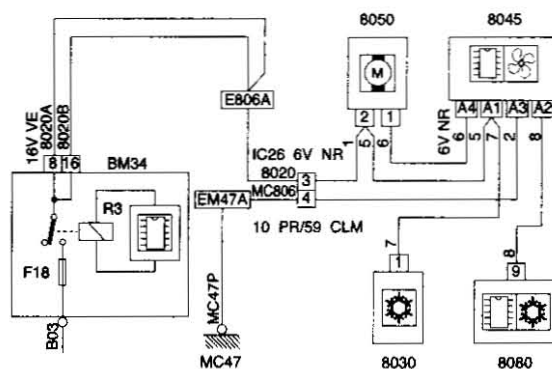 8050
8045
M
E806A
2 1
A4 A1 A3 A2
16V VE
8020A
8020B
6V NR
1 5 6
6 5 7 2 8
8 16
BM34
IC26 6V NR
8020 3
MC806 4
EM47A
R3
10 PR/59 CLM
F18
7
8
1
9
MC47P
B03
MC47
8030
8080